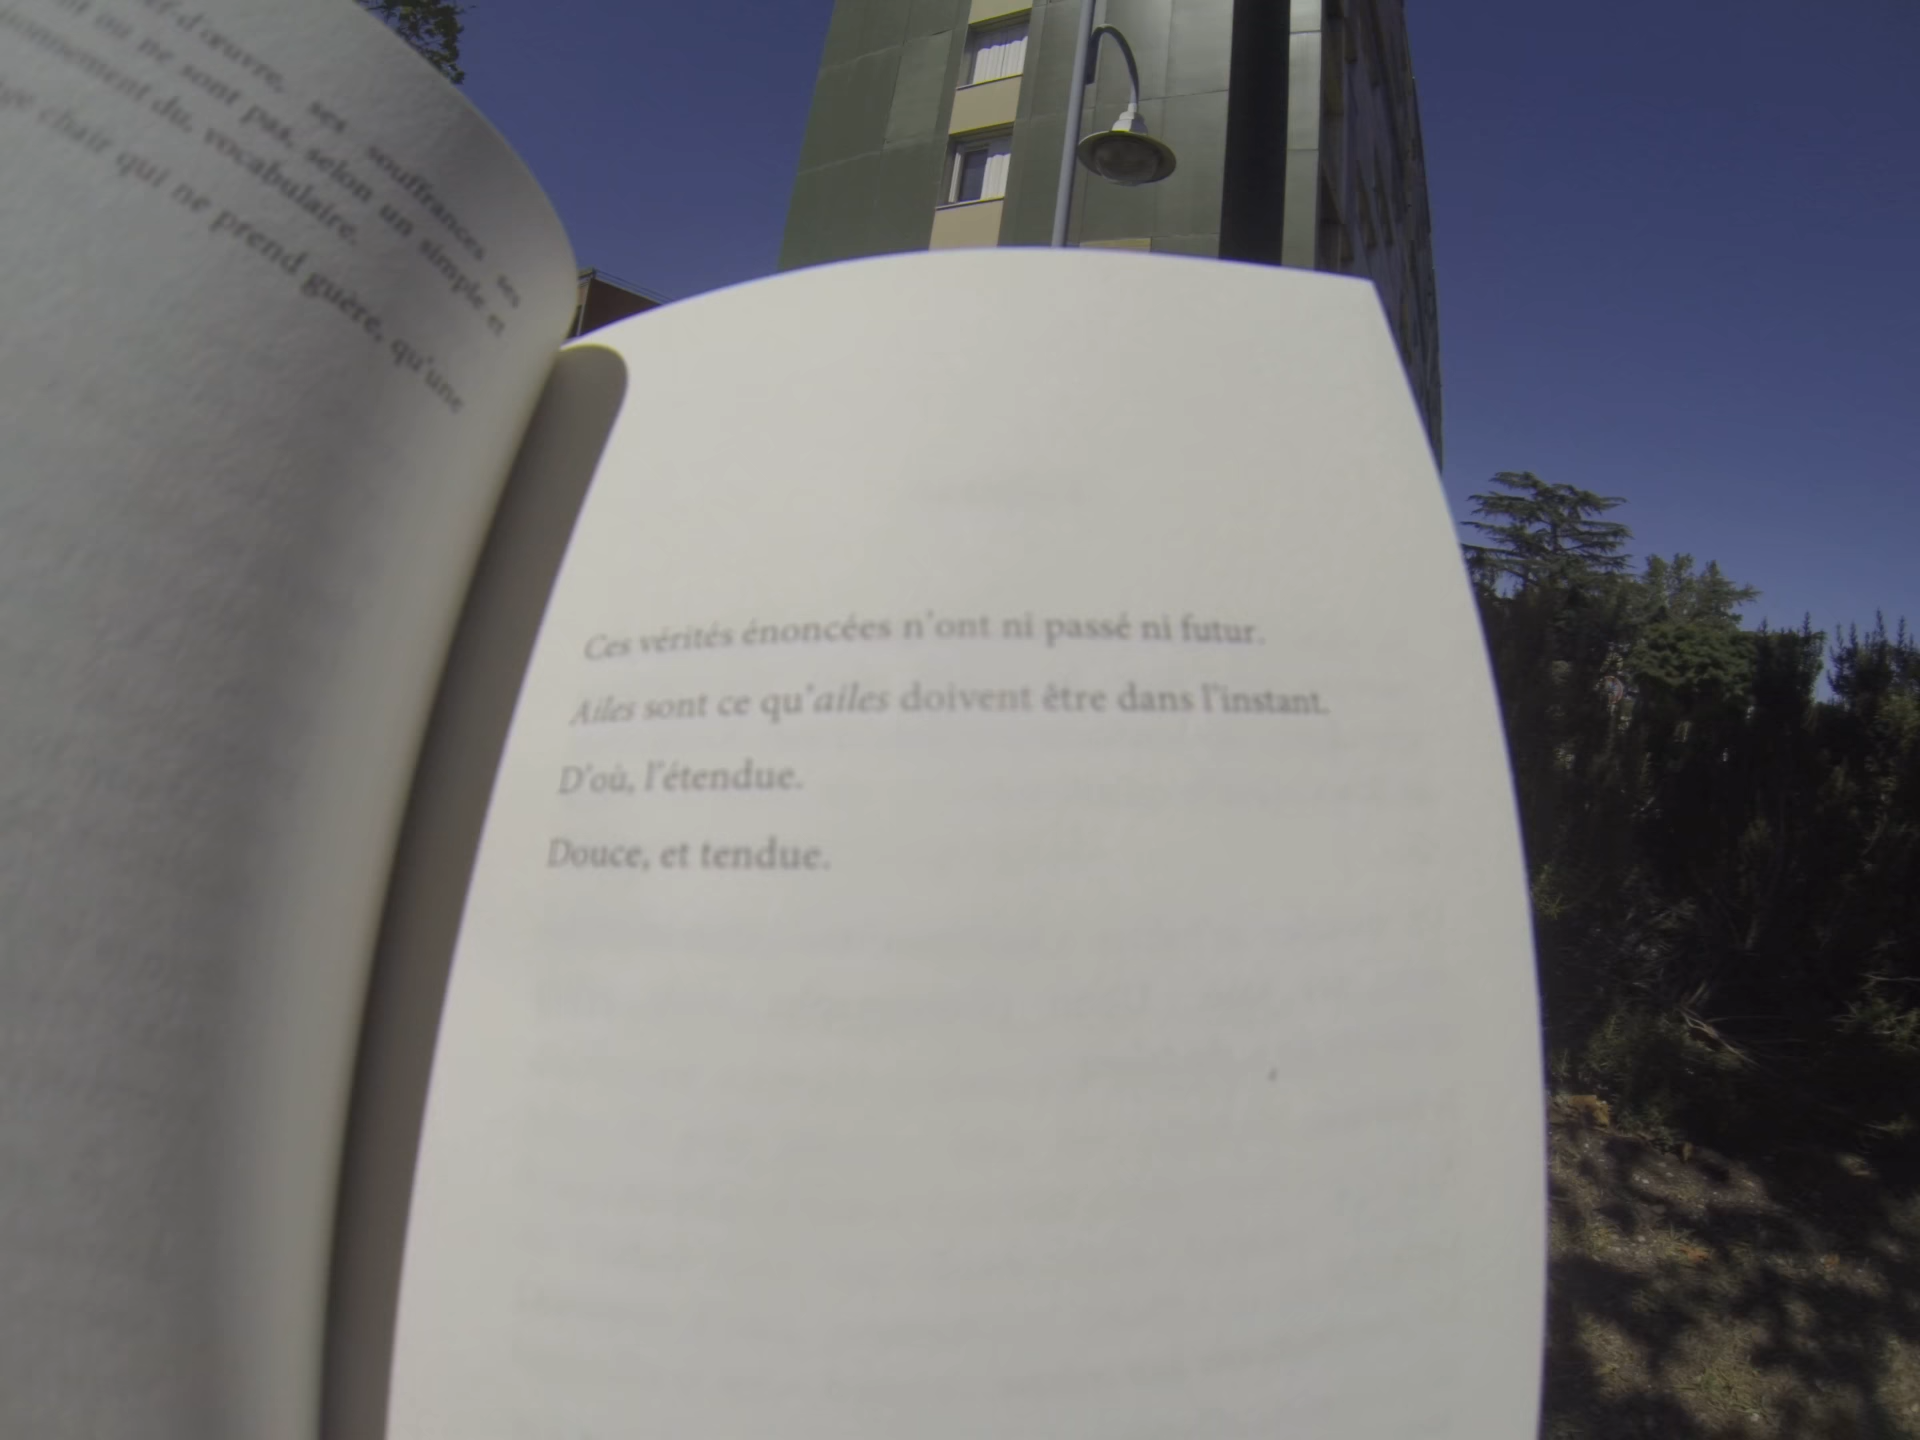 d'œuvre, ses souffrances, ses
ou ne sont pas, selon un simple et
du vocabulaire.
chair qui ne prend guère, qu'une
Ces vérités énoncées n'ont ni passé ni futur.
Ailes sont ce qu'ailes doivent être dans l'instant.
D'où, l'étendue.
Douce, et tendue.